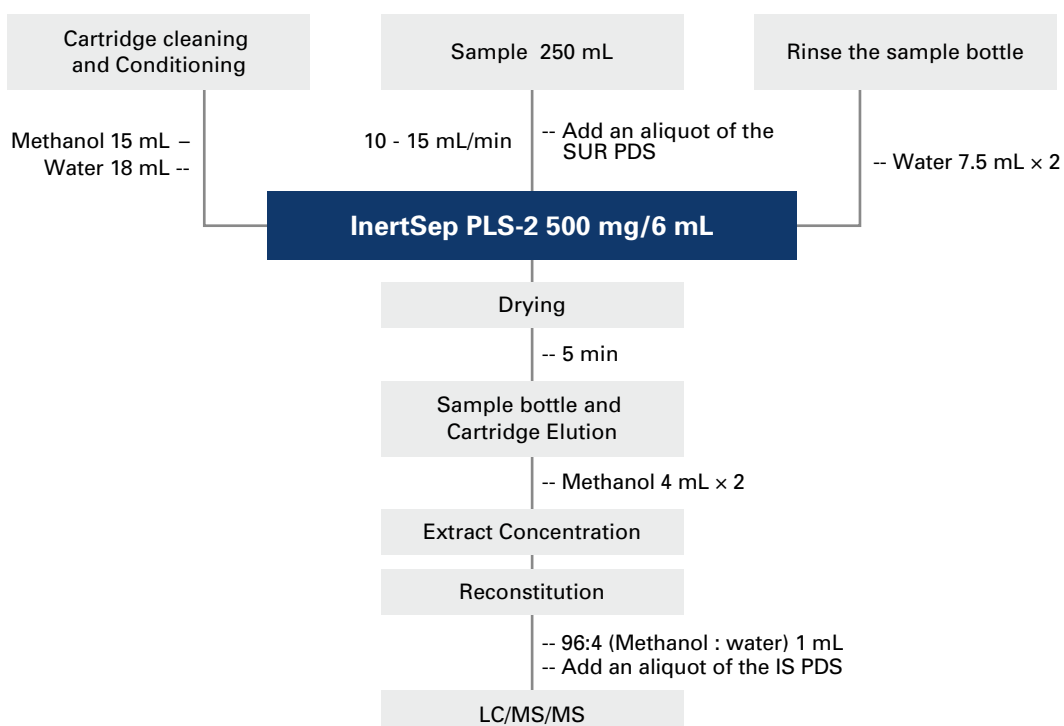 Cartridge cleaning
and Conditioning
Sample 250 mL
Rinse the sample bottle
Methanol 15 mL –
Water 18 mL --
10 - 15 mL/min
-- Add an aliquot of the
SUR PDS
-- Water 7.5 mL × 2
InertSep PLS-2 500 mg/6 mL
Drying
-- 5 min
Sample bottle and
Cartridge Elution
-- Methanol 4 mL × 2
Extract Concentration
Reconstitution
-- 96:4 (Methanol : water) 1 mL
-- Add an aliquot of the IS PDS
LC/MS/MS